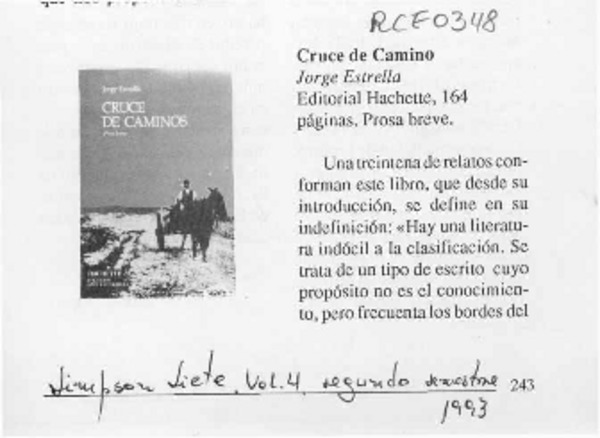 RCE0348
Cruce de Camino
Jorge Estrella
Editorial Hachette, 164
páginas. Prosa breve.
Jorge Estrella
CRUCE
DE CAMINOS
Una treintena de relatos con-
forman este libro, que desde su
introducción, se define en su
indefinición: «Hay una literatu-
ra indócil a la clasificación. Se
trata de un tipo de escrito cuyo
propósito no es el conocimien-
to, pero frecuenta los bordes del
Simpson Siete, Vol. 4, segundo semestre 243
1993